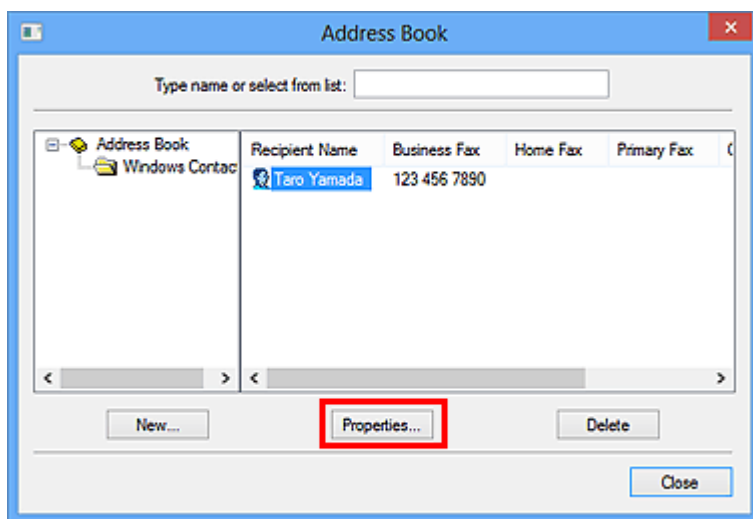 Address Book
Type name or select from list:
Address Book
Windows Contac
Recipient Name Business Fax Home Fax Primary Fax
Taro Yamada 123 456 7890
New... Properties... Delete
Close